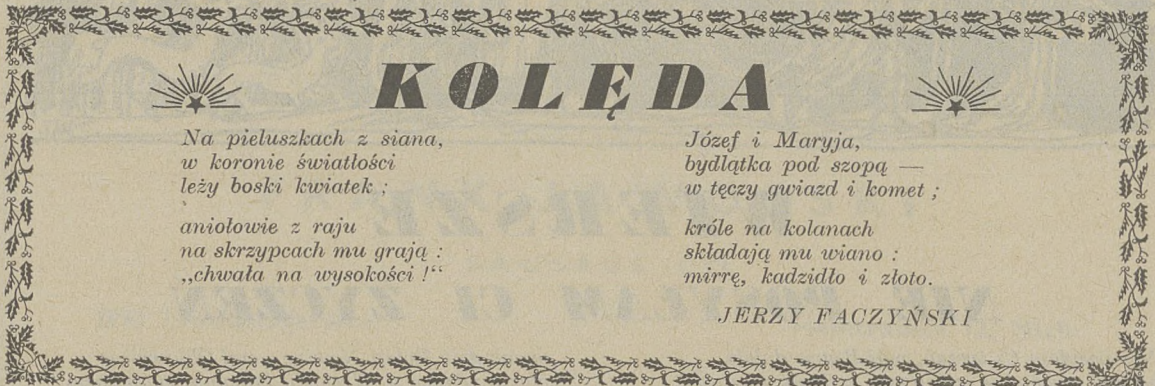 KOLĘDA
Na pieluszkach z siana,
w koronie światłości
leży boski kwiatek ;
aniołowie z raju
na skrzypcach mu grają :
„chwała na wysokości !“
Józef i Maryja,
bydlątka pod szopą —
w tęczy gwiazd i komet ;
króle na kolanach
składają mu wiano :
mirrę, kadzidło i złoto.
JERZY FACZYŃSKI